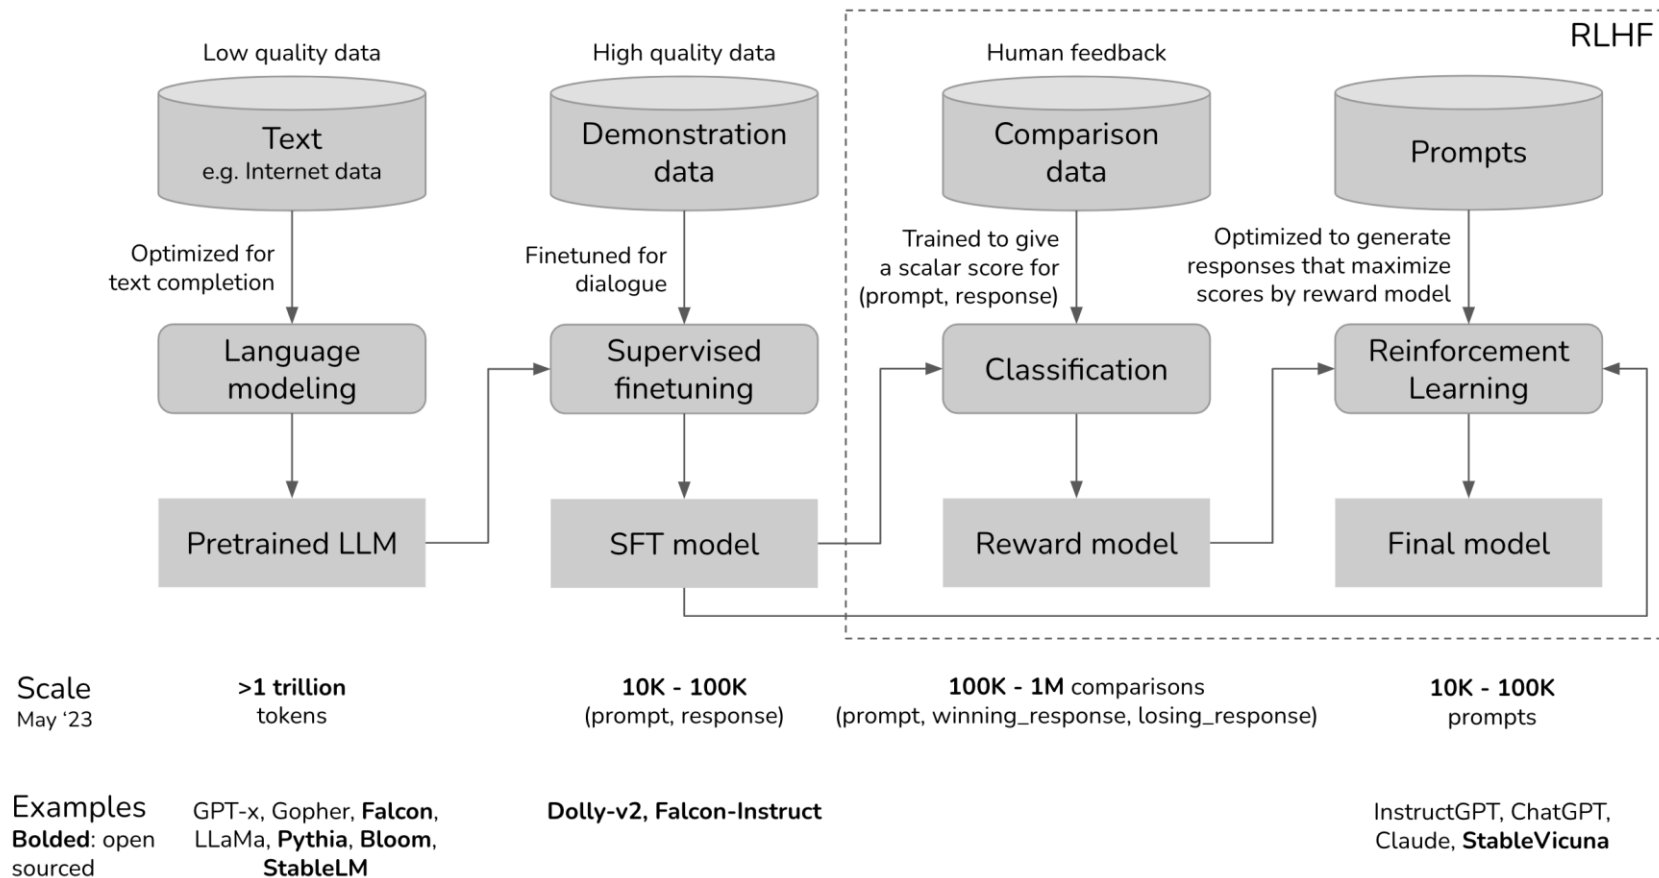 RLHF
Low quality data
High quality data
Human feedback
Text
e.g. Internet data
Demonstration
data
Comparison
data
Prompts
Optimized for
text completion
Finetuned for
dialogue
Trained to give
a scalar score for
(prompt, response)
Optimized to generate
responses that maximize
scores by reward model
Language
modeling
Supervised
finetuning
Classification
Reinforcement
Learning
Pretrained LLM
SFT model
Reward model
Final model
Scale
May ‘23
>1 trillion
tokens
10K - 100K
(prompt, response)
100K - 1M comparisons
(prompt, winning_response, losing_response)
10K - 100K
prompts
Examples
Bolded: open
sourced
GPT-x, Gopher, Falcon,
LLaMa, Pythia, Bloom,
StableLM
Dolly-v2, Falcon-Instruct
InstructGPT, ChatGPT,
Claude, StableVicuna